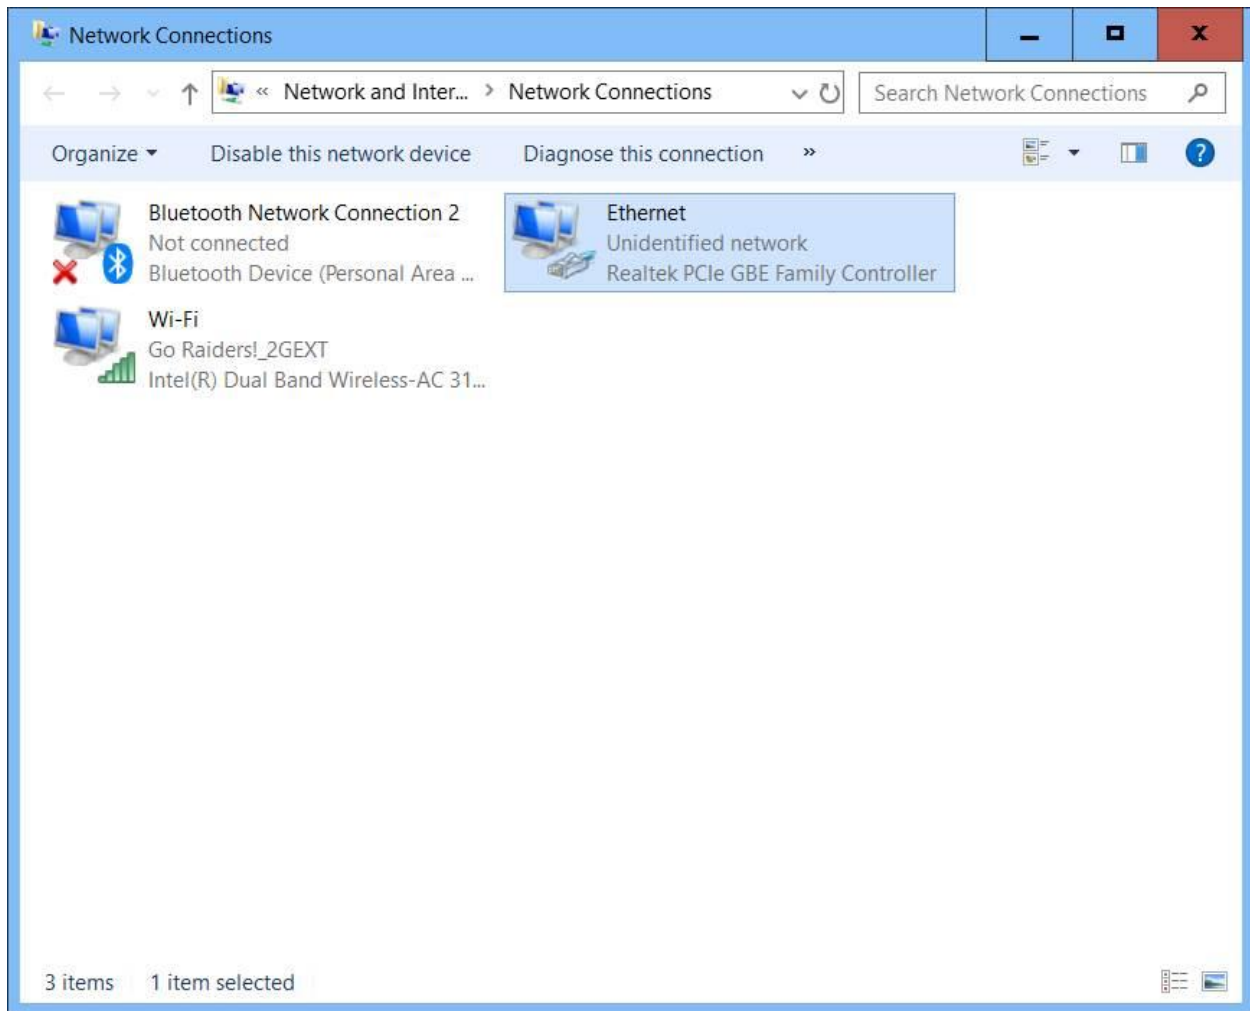 Network Connections
« Network and Inter... > Network Connections
Search Network Connections
Organize Disable this network device Diagnose this connection »
Bluetooth Network Connection 2
Not connected
Bluetooth Device (Personal Area ...
Ethernet
Unidentified network
Realtek PCIe GBE Family Controller
Wi-Fi
Go Raiders!_2GEXT
Intel(R) Dual Band Wireless-AC 31...
3 items 1 item selected